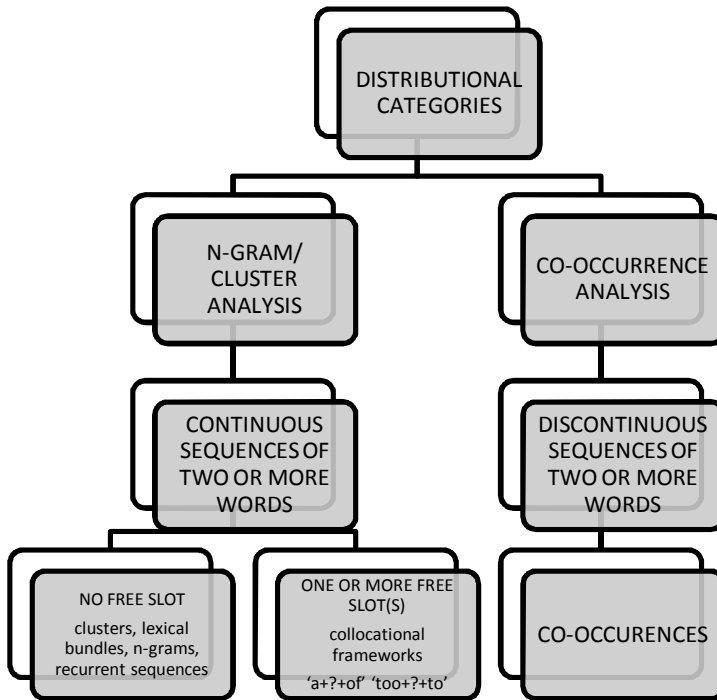 DISTRIBUTIONAL
CATEGORIES
N-GRAM/
CLUSTER
ANALYSIS
CO-OCCURRENCE
ANALYSIS
CONTINUOUS
SEQUENCES OF
TWO OR MORE
WORDS
DISCONTINUOUS
SEQUENCES OF
TWO OR MORE
WORDS
NO FREE SLOT
clusters, lexical
bundles, n-grams,
recurrent sequences
ONE OR MORE FREE
SLOT(S)
collocational
frameworks
‘a+?+of’ ‘too+?+to’
CO-OCCURENCES